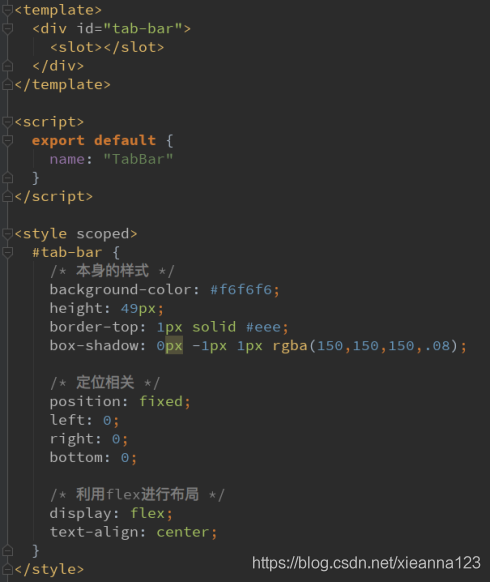 <template>
  <div id="tab-bar">
    <slot></slot>
  </div>
</template>

<script>
  export default {
    name: "TabBar"
  }
</script>

<style scoped>
  #tab-bar {
    /* 本身的样式 */
    background-color: #f6f6f6;
    height: 49px;
    border-top: 1px solid #eee;
    box-shadow: 0px -1px 1px rgba(150,150,150,.08);

    /* 定位相关 */
    position: fixed;
    left: 0;
    right: 0;
    bottom: 0;

    /* 利用flex进行布局 */
    display: flex;
    text-align: center;
  }
</style>
https://blog.csdn.net/xieanna123